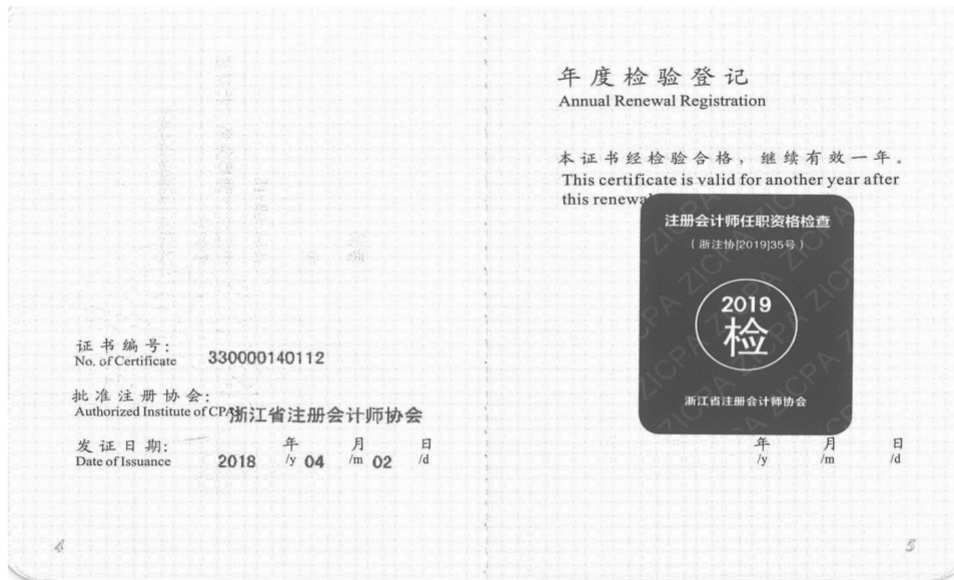 证书编号：
No. of Certificate
330000140112
批准注册协会：
Authorized Institute of CPAs
浙江省注册会计师协会
发证日期：
Date of Issuance
2018 年 /y 04 月 /m 02 日 /d
4
年度检验登记
Annual Renewal Registration
本证书经检验合格，继续有效一年。
This certificate is valid for another year after
this renewal
注册会计师任职资格检查
（浙注协[2019]35号）
2019
检
浙江省注册会计师协会
ZICPA ZICPA ZICPA
年 月 日
/y /m /d
5